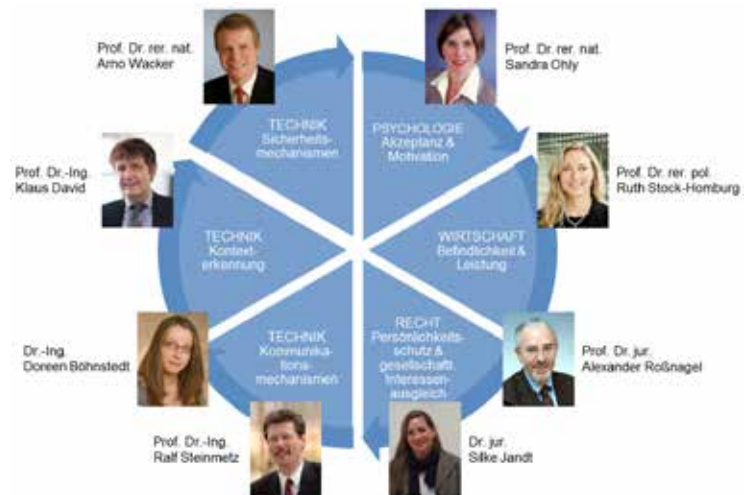 Prof. Dr. rer. nat.
Arno Wacker
Prof. Dr. rer. nat.
Sandra Ohly
TECHNIK
Sicherheits-
mechanismen
PSYCHOLOGIE
Akzeptanz &
Motivation
Prof. Dr.-Ing.
Klaus David
Prof. Dr. rer. pol.
Ruth Stock-Homburg
TECHNIK
Kontext-
erkennung
WIRTSCHAFT
Befindlichkeit &
Leistung
Dr.-Ing.
Doreen Böhnstedt
TECHNIK
Kommunika-
tions-
mechanismen
RECHT
Persönlichkeits-
schutz &
gesellschaftl.
Interessen-
ausgleich
Prof. Dr. jur.
Alexander Roßnagel
Prof. Dr.-Ing.
Ralf Steinmetz
Dr. jur.
Silke Jandt